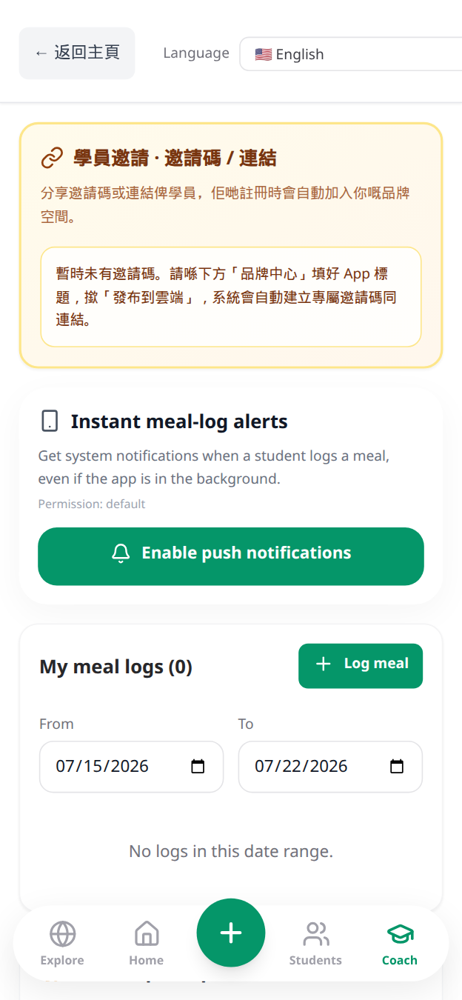 ← 返回主頁
Language
🇺🇸 English
學員邀請 · 邀請碼 / 連結
分享邀請碼或連結俾學員，佢哋註冊時會自動加入你嘅品牌
空間。
暫時未有邀請碼。請喺下方「品牌中心」填好 App 標
題，撳「發布到雲端」，系統會自動建立專屬邀請碼同
連結。
Instant meal-log alerts
Get system notifications when a student logs a meal,
even if the app is in the background.
Permission: default
Enable push notifications
My meal logs (0)
Log meal
From
To
07/15/2026
07/22/2026
No logs in this date range.
Explore
Home
Students
Coach